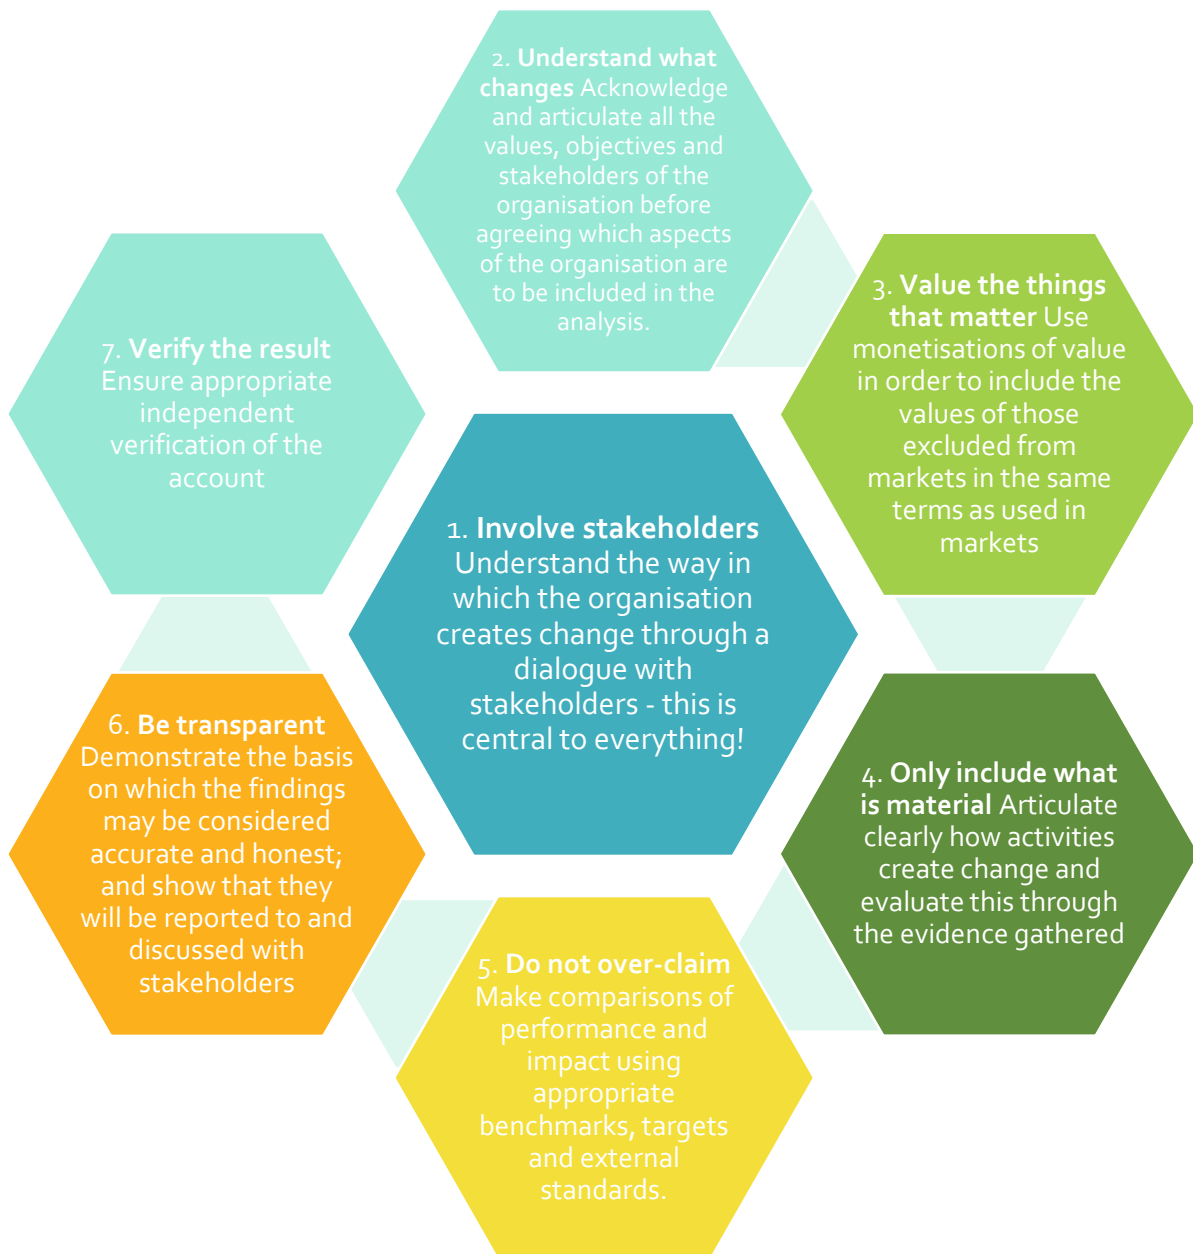 2. Understand what
changes Acknowledge
and articulate all the
values, objectives and
stakeholders of the
organisation before
agreeing which aspects
of the organisation are
to be included in the
analysis.
3. Value the things
that matter Use
monetisations of value
in order to include the
values of those
excluded from
markets in the same
terms as used in
markets
7. Verify the result
Ensure appropriate
independent
verification of the
account
1. Involve stakeholders
Understand the way in
which the organisation
creates change through a
dialogue with
stakeholders - this is
central to everything!
6. Be transparent
Demonstrate the basis
on which the findings
may be considered
accurate and honest;
and show that they
will be reported to and
discussed with
stakeholders
4. Only include what
is material Articulate
clearly how activities
create change and
evaluate this through
the evidence gathered
5. Do not over-claim
Make comparisons of
performance and
impact using
appropriate
benchmarks, targets
and external
standards.